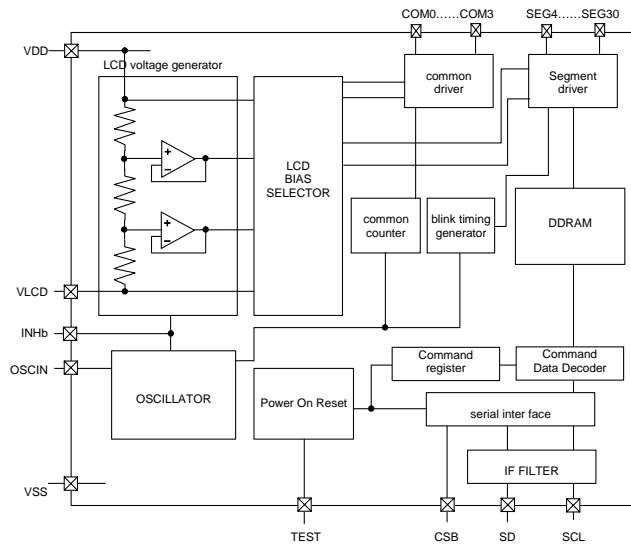 COM0……COM3
SEG4……SEG30
VDD
LCD voltage generator
common
driver
Segment
driver
+
−
LCD
BIAS
SELECTOR
+
−
common
counter
blink timing
generator
DDRAM
VLCD
INHb
OSCIN
OSCILLATOR
Power On Reset
Command
register
Command
Data Decoder
serial inter face
IF FILTER
VSS
TEST
CSB
SD
SCL